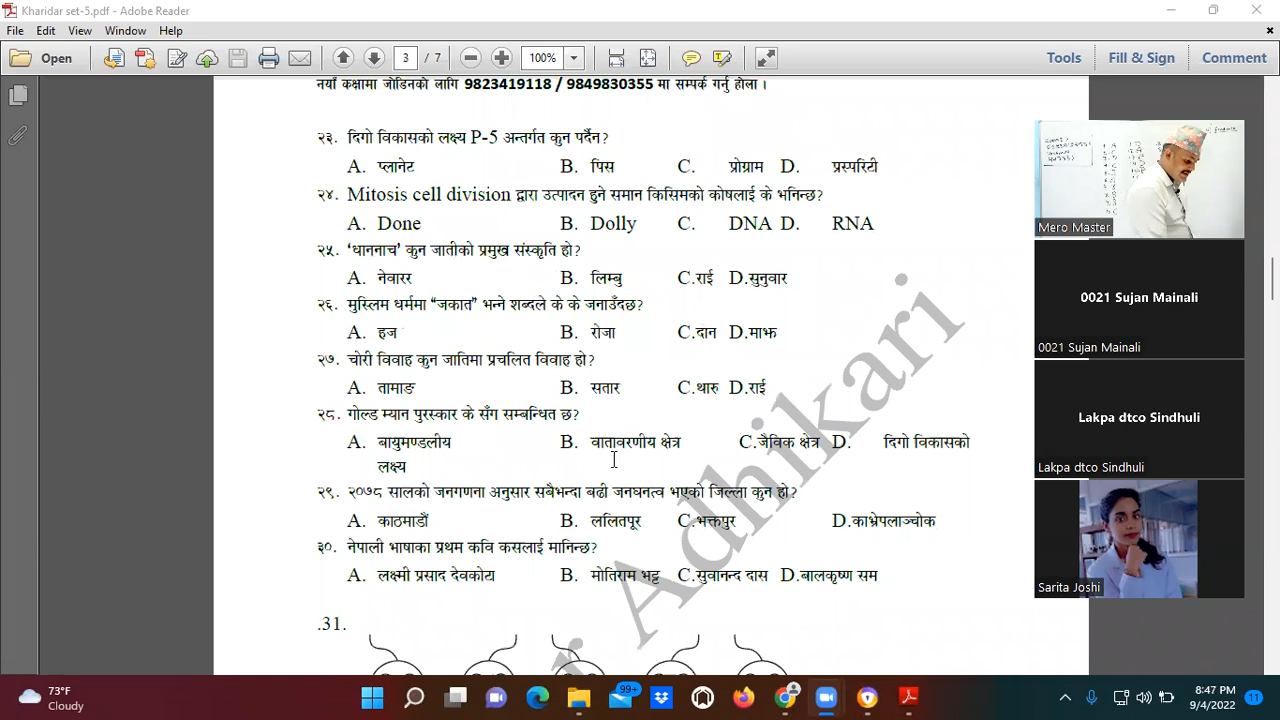 Kharidar set-5.pdf - Adobe Reader
File Edit View Window Help
Open 3 / 7 100% Tools Fill & Sign Comment
नयाँ कक्षामा जोडिनको लागि 9823419118 / 9849830355 मा सम्पर्क गर्नु होला ।
२३. दिगो विकासको लक्ष्य P-5 अन्तर्गत कुन पर्दैन?
A. प्लानेट B. पिस C. प्रोग्राम D. प्रस्परिटी
२४. Mitosis cell division द्वारा उत्पादन हुने समान किसिमको कोषलाई के भनिन्छ?
A. Done B. Dolly C. DNA D. RNA
२५. ‘धाननाच’ कुन जातीको प्रमुख संस्कृति हो?
A. नेवारर B. लिम्बु C.राई D.सुनुवार
२६. मुस्लिम धर्ममा “जकात” भन्ने शब्दले के के जनाउँदछ?
A. हज B. रोजा C.दान D.माझ
२७. चोरी विवाह कुन जातिमा प्रचलित विवाह हो?
A. तामाङ B. सतार C.थारु D.राई
२८. गोल्ड म्यान पुरस्कार के सँग सम्बन्धित छ?
A. बायुमण्डलीय B. वातावरणीय क्षेत्र C.जैविक क्षेत्र D. दिगो विकासको
लक्ष्य
२९. २०७८ सालको जनगणना अनुसार सबैभन्दा बढी जनघनत्व भएको जिल्ला कुन हो?
A. काठमाडौं B. ललितपूर C.भक्तपुर D.काभ्रेपलाञ्चोक
३०. नेपाली भाषाका प्रथम कवि कसलाई मानिन्छ?
A. लक्ष्मी प्रसाद देवकोटा B. मोतिराम भट्ट C.सुवानन्द दास D.बालकृष्ण सम
.31.
r Adhikari
Mero Master
0021 Sujan Mainali
0021 Sujan Mainali
Lakpa dtco Sindhuli
Lakpa dtco Sindhuli
Sarita Joshi
73°F
Cloudy
99+
8:47 PM
9/4/2022
11